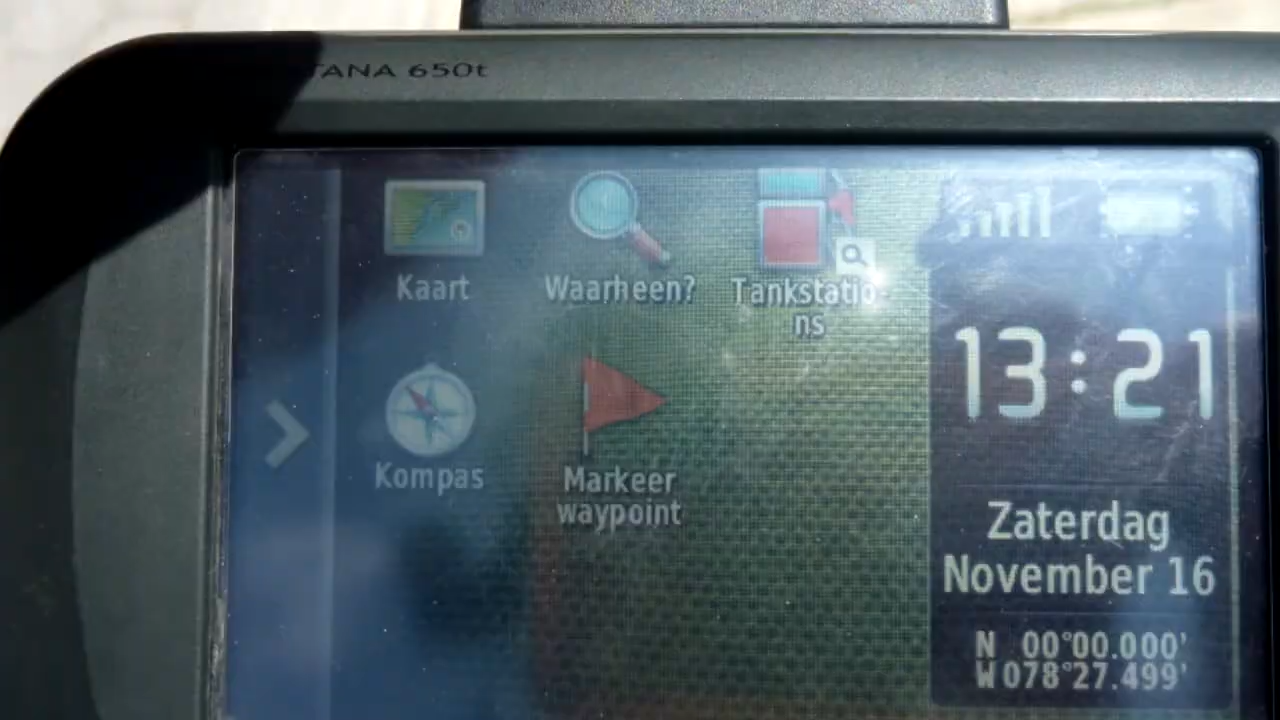 TANA 650t
Kaart
Waarheen?
Tankstatio-
ns
Kompas
Markeer
waypoint
13:21
Zaterdag
November 16
N 00°00.000'
W 078°27.499'